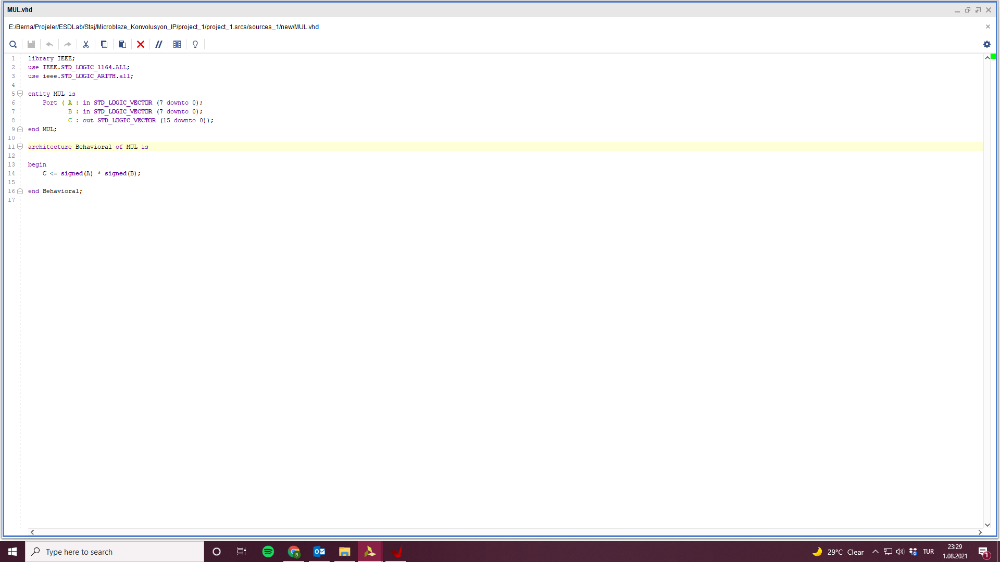 MUL.vhd
E:/Berna/Projeler/ESDLab/Staj/Microblaze_Konvolusyon_IP/project_1/project_1.srcs/sources_1/new/MUL.vhd
1 library IEEE;
2 use IEEE.STD_LOGIC_1164.ALL;
3 use ieee.STD_LOGIC_ARITH.all;
4
5 entity MUL is
6     Port ( A : in STD_LOGIC_VECTOR (7 downto 0);
7            B : in STD_LOGIC_VECTOR (7 downto 0);
8            C : out STD_LOGIC_VECTOR (15 downto 0));
9 end MUL;
10
11 architecture Behavioral of MUL is
12
13 begin
14     C <= signed(A) * signed(B);
15
16 end Behavioral;
17
Type here to search
B
29°C Clear
TUR
23:29
1.08.2021
1